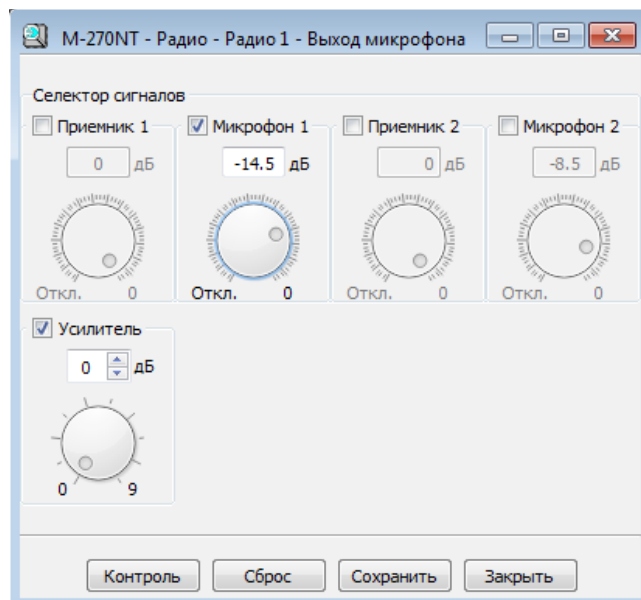 M-270NT - Радио - Радио 1 - Выход микрофона
Селектор сигналов
Приемник 1 Микрофон 1 Приемник 2 Микрофон 2
0 дБ -14.5 дБ 0 дБ -8.5 дБ
Откл. 0 Откл. 0 Откл. 0 Откл. 0
Усилитель
0 дБ
0 9
Контроль Сброс Сохранить Закрыть